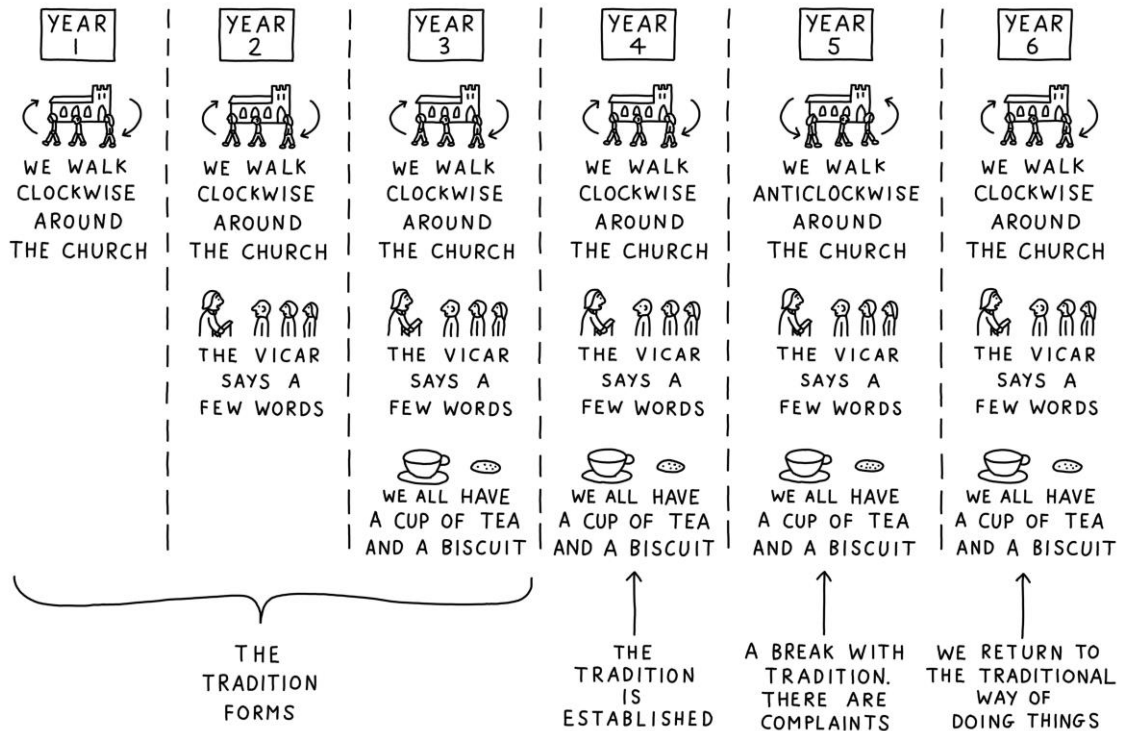 YEAR
1
WE WALK
CLOCKWISE
AROUND
THE CHURCH
YEAR
2
WE WALK
CLOCKWISE
AROUND
THE CHURCH
THE VICAR
SAYS A
FEW WORDS
YEAR
3
WE WALK
CLOCKWISE
AROUND
THE CHURCH
THE VICAR
SAYS A
FEW WORDS
WE ALL HAVE
A CUP OF TEA
AND A BISCUIT
THE
TRADITION
FORMS
YEAR
4
WE WALK
CLOCKWISE
AROUND
THE CHURCH
THE VICAR
SAYS A
FEW WORDS
WE ALL HAVE
A CUP OF TEA
AND A BISCUIT
THE
TRADITION
IS
ESTABLISHED
YEAR
5
WE WALK
ANTICLOCKWISE
AROUND
THE CHURCH
THE VICAR
SAYS A
FEW WORDS
WE ALL HAVE
A CUP OF TEA
AND A BISCUIT
A BREAK WITH
TRADITION.
THERE ARE
COMPLAINTS
YEAR
6
WE WALK
CLOCKWISE
AROUND
THE CHURCH
THE VICAR
SAYS A
FEW WORDS
WE ALL HAVE
A CUP OF TEA
AND A BISCUIT
WE RETURN TO
THE TRADITIONAL
WAY OF
DOING THINGS